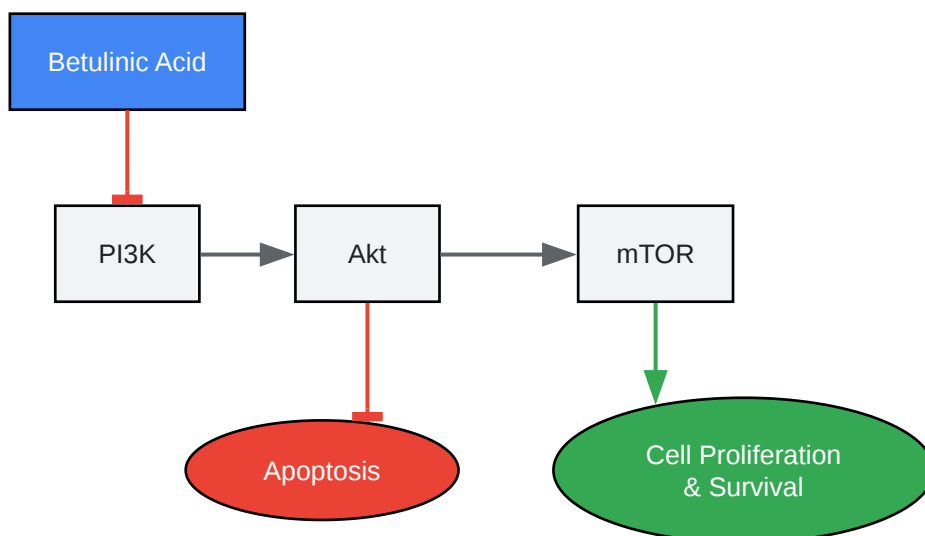 Betulinic Acid
PI3K
Akt
mTOR
Apoptosis
Cell Proliferation
& Survival